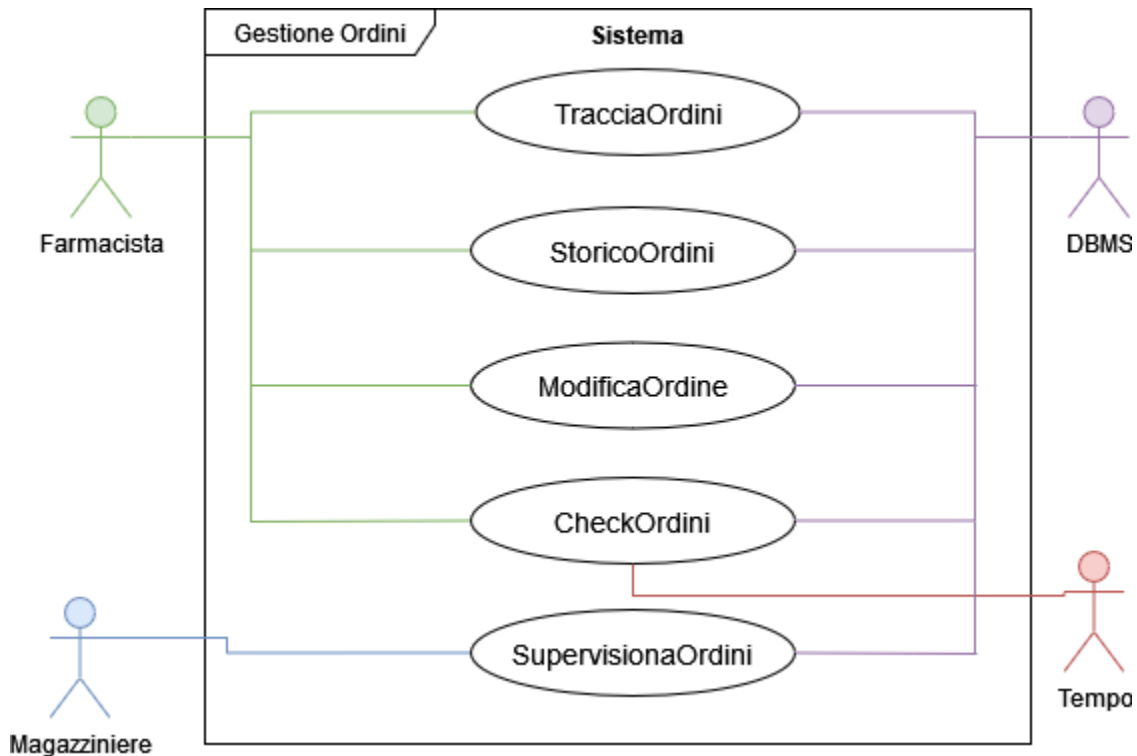 Gestione Ordini
Sistema
TracciaOrdini
Farmacista
StoricoOrdini
DBMS
ModificaOrdine
CheckOrdini
SupervisionaOrdini
Tempo
Magazziniere